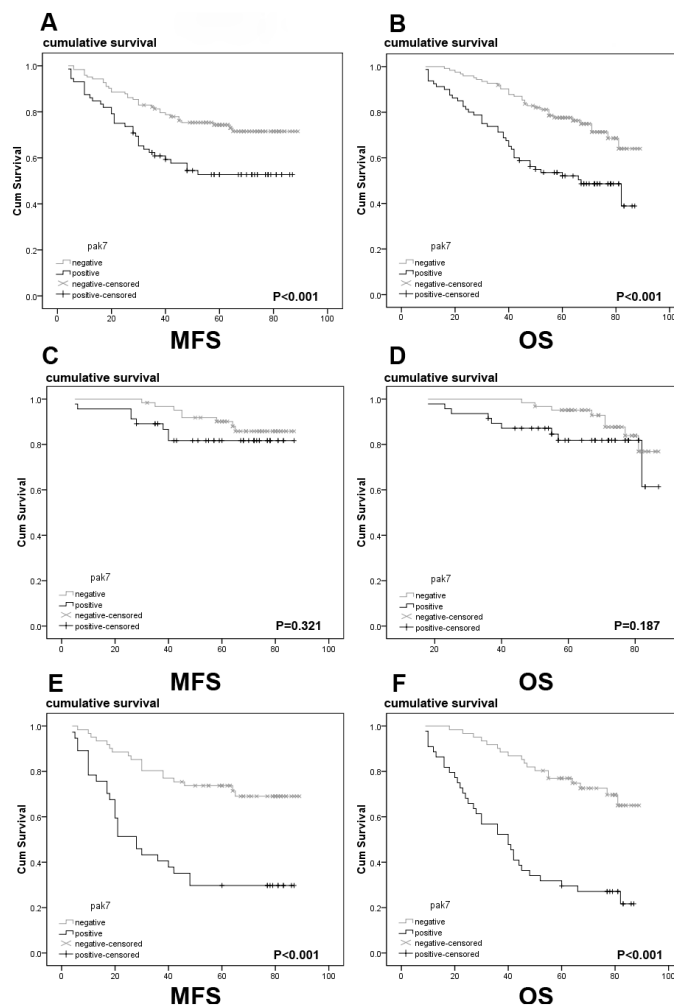 A
cumulative survival
Cum Survival
1.0
0.8
0.6
0.4
0.2
0.0
pak7
negative
positive
negative-censored
positive-censored
P<0.001
0 20 40 60 80 100
MFS
B
cumulative survival
Cum Survival
1.0
0.8
0.6
0.4
0.2
0.0
pak7
negative
positive
negative-censored
positive-censored
P<0.001
0 20 40 60 80 100
OS
C
cumulative survival
Cum Survival
1.0
0.8
0.6
0.4
0.2
0.0
pak7
negative
positive
negative-censored
positive-censored
P=0.321
0 20 40 60 80 100
MFS
D
cumulative survival
Cum Survival
1.0
0.8
0.6
0.4
0.2
0.0
pak7
negative
positive
negative-censored
positive-censored
P=0.187
20 40 60 80
OS
E
cumulative survival
Cum Survival
1.0
0.8
0.6
0.4
0.2
0.0
pak7
negative
positive
negative-censored
positive-censored
P<0.001
0 20 40 60 80 100
MFS
F
cumulative survival
Cum Survival
1.0
0.8
0.6
0.4
0.2
0.0
pak7
negative
positive
negative-censored
positive-censored
P<0.001
0 20 40 60 80 100
OS